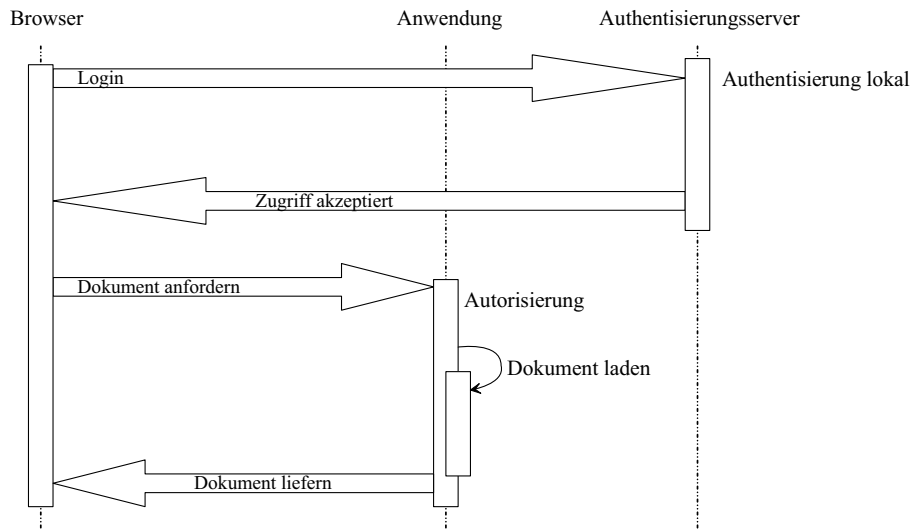 Browser
Anwendung
Authentisierungsserver
Login
Authentisierung lokal
Zugriff akzeptiert
Dokument anfordern
Autorisierung
Dokument laden
Dokument liefern